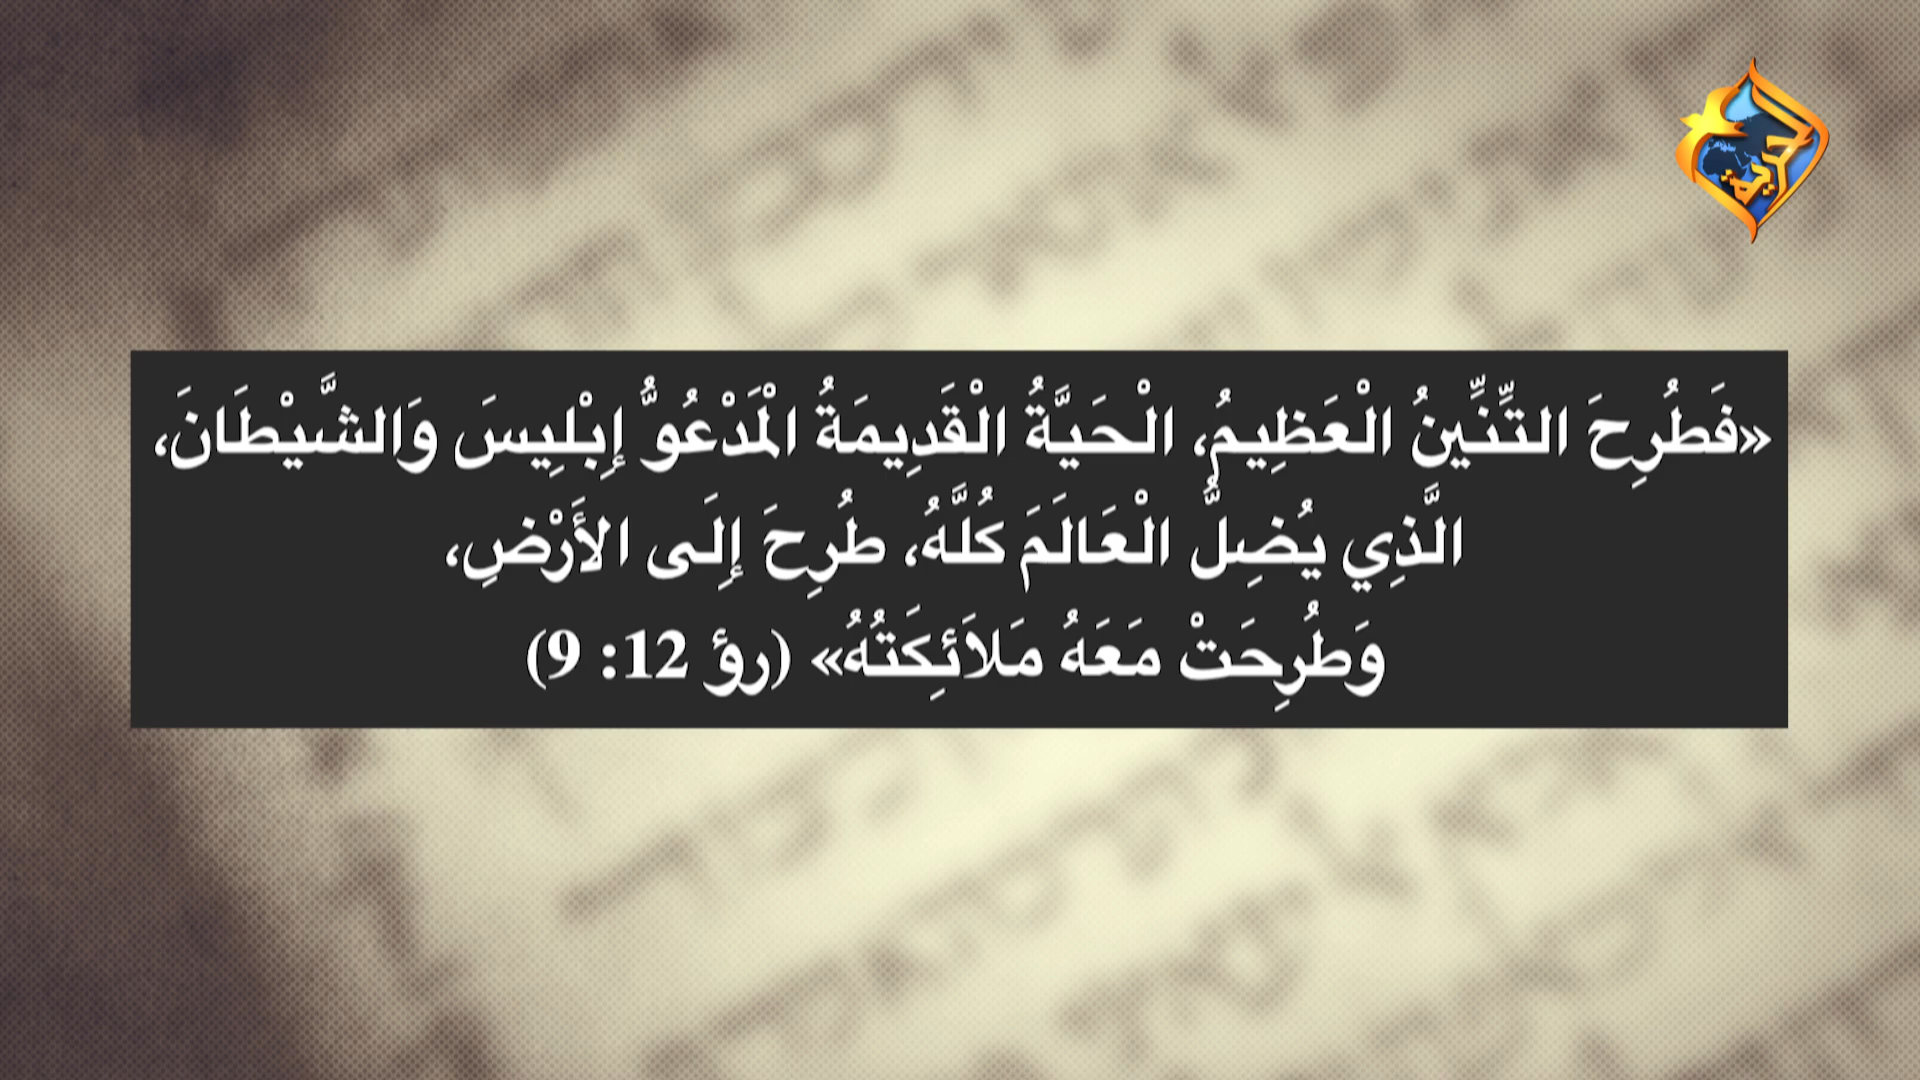 الحرية
«فَطُرِحَ التِّنِّينُ الْعَظِيمُ، الْحَيَّةُ الْقَدِيمَةُ الْمَدْعُوُّ إِبْلِيسَ وَالشَّيْطَانَ،
الَّذِي يُضِلُّ الْعَالَمَ كُلَّهُ، طُرِحَ إِلَى الأَرْضِ،
وَطُرِحَتْ مَعَهُ مَلاَئِكَتُهُ» (رؤ 12: 9)